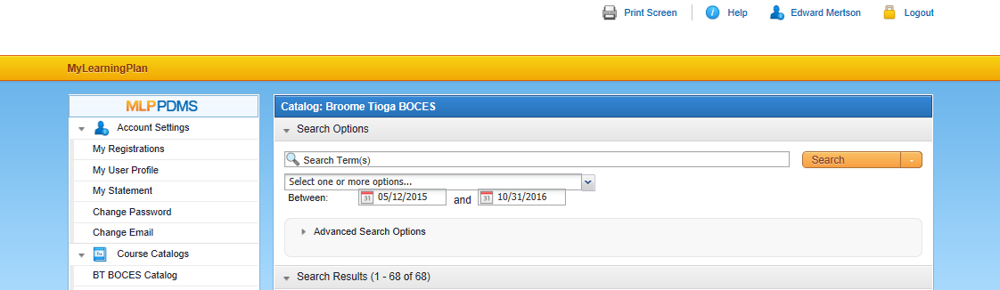 Print Screen Help Edward Mertson Logout
MyLearningPlan
MLPPDMS
Account Settings
My Registrations
My User Profile
My Statement
Change Password
Change Email
Course Catalogs
BT BOCES Catalog
Catalog: Broome Tioga BOCES
Search Options
Search Term(s) Search
Select one or more options...
Between: 31 05/12/2015 and 31 10/31/2016
Advanced Search Options
Search Results (1 - 68 of 68)